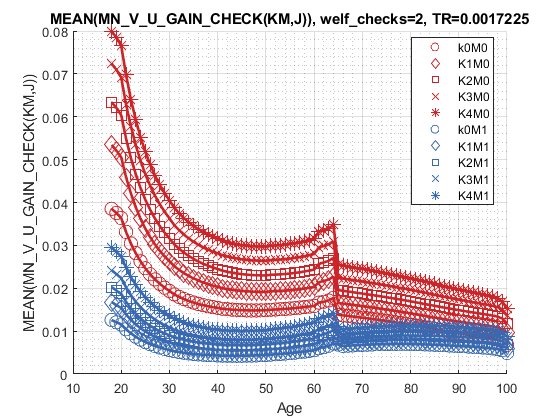 MEAN(MN_V_U_GAIN_CHECK(KM,J)), welf_checks=2, TR=0.0017225
MEAN(MN_V_U_GAIN_CHECK(KM,J))
0.08
0.07
0.06
0.05
0.04
0.03
0.02
0.01
0
10
20
30
40
50
60
70
80
90
100
Age
k0M0
K1M0
K2M0
K3M0
K4M0
k0M1
K1M1
K2M1
K3M1
K4M1